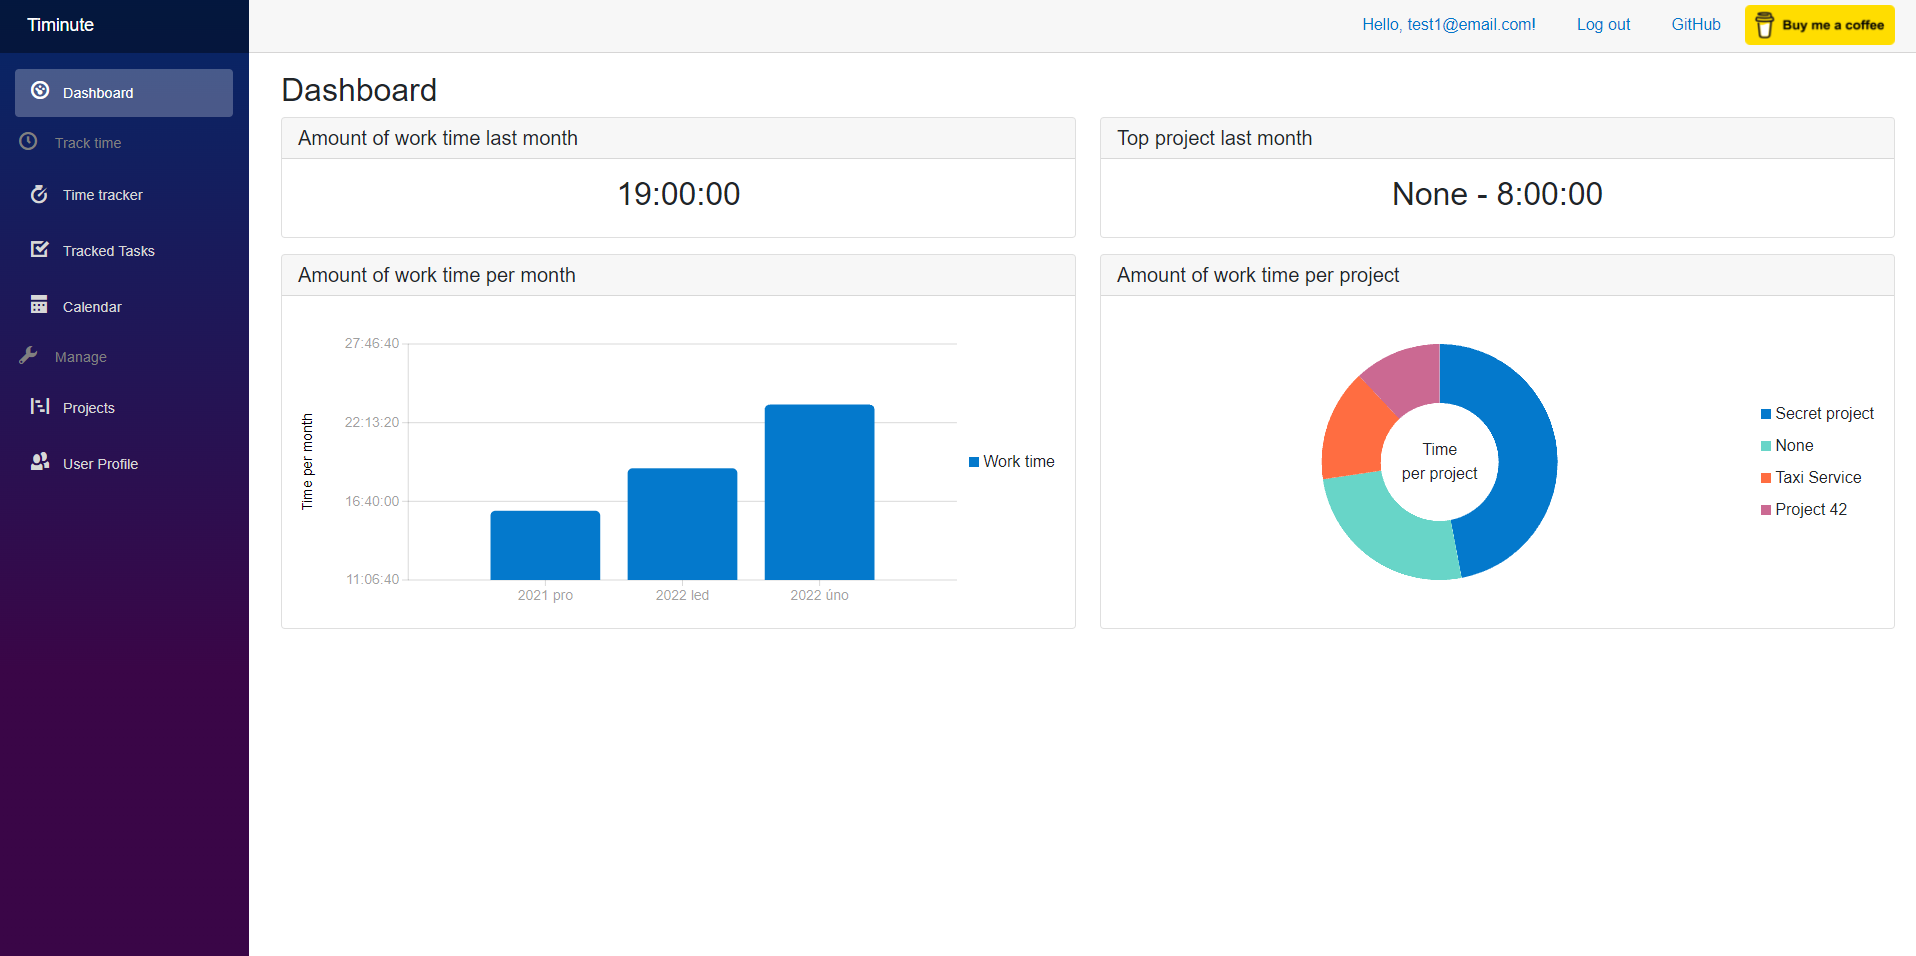 Timinute
Hello, test1@email.com!
Log out
GitHub
Buy me a coffee
Dashboard
Track time
Time tracker
Tracked Tasks
Calendar
Manage
Projects
User Profile
Dashboard
Amount of work time last month
19:00:00
Top project last month
None - 8:00:00
Amount of work time per month
Time per month
27:46:40
22:13:20
16:40:00
11:06:40
2021 pro
2022 led
2022 úno
Work time
Amount of work time per project
Time
per project
Secret project
None
Taxi Service
Project 42